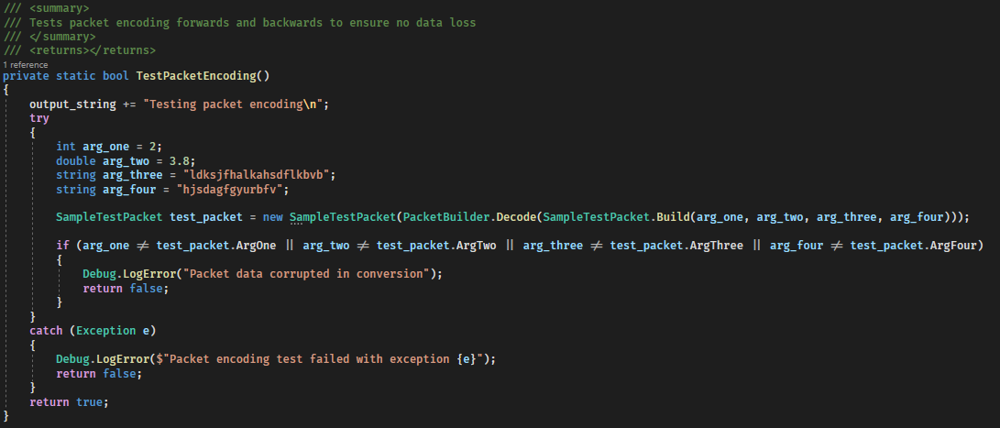 /// <summary>
/// Tests packet encoding forwards and backwards to ensure no data loss
/// </summary>
/// <returns></returns>
1 reference
private static bool TestPacketEncoding()
{
    output_string += "Testing packet encoding\n";
    try
    {
        int arg_one = 2;
        double arg_two = 3.8;
        string arg_three = "ldksjfhalkahsdflkbvb";
        string arg_four = "hjsdagfgyurbfv";

        SampleTestPacket test_packet = new SampleTestPacket(PacketBuilder.Decode(SampleTestPacket.Build(arg_one, arg_two, arg_three, arg_four)));

        if (arg_one != test_packet.ArgOne || arg_two != test_packet.ArgTwo || arg_three != test_packet.ArgThree || arg_four != test_packet.ArgFour)
        {
            Debug.LogError("Packet data corrupted in conversion");
            return false;
        }
    }
    catch (Exception e)
    {
        Debug.LogError($"Packet encoding test failed with exception {e}");
        return false;
    }
    return true;
}